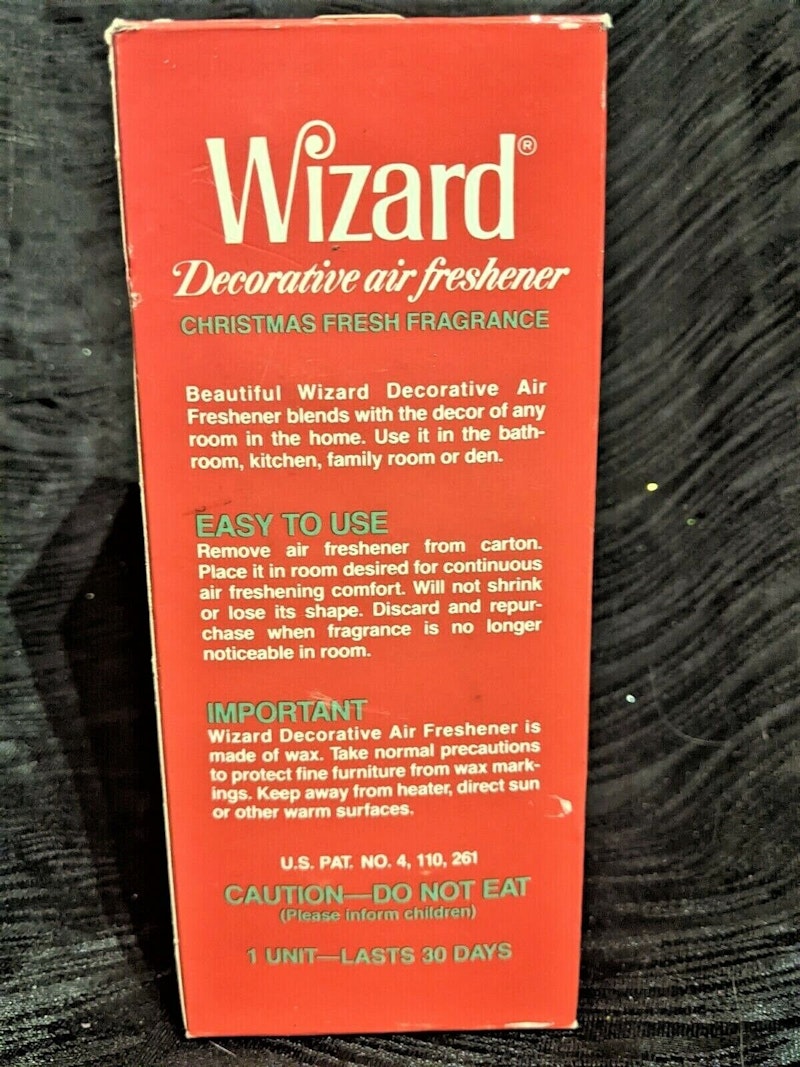 Wizard®
Decorative air freshener
CHRISTMAS FRESH FRAGRANCE
Beautiful Wizard Decorative Air
Freshener blends with the decor of any
room in the home. Use it in the bath-
room, kitchen, family room or den.
EASY TO USE
Remove air freshener from carton.
Place it in room desired for continuous
air freshening comfort. Will not shrink
or lose its shape. Discard and repur-
chase when fragrance is no longer
noticeable in room.
IMPORTANT
Wizard Decorative Air Freshener is
made of wax. Take normal precautions
to protect fine furniture from wax mark-
ings. Keep away from heater, direct sun
or other warm surfaces.
U.S. PAT. NO. 4, 110, 261
CAUTION—DO NOT EAT
(Please inform children)
1 UNIT—LASTS 30 DAYS